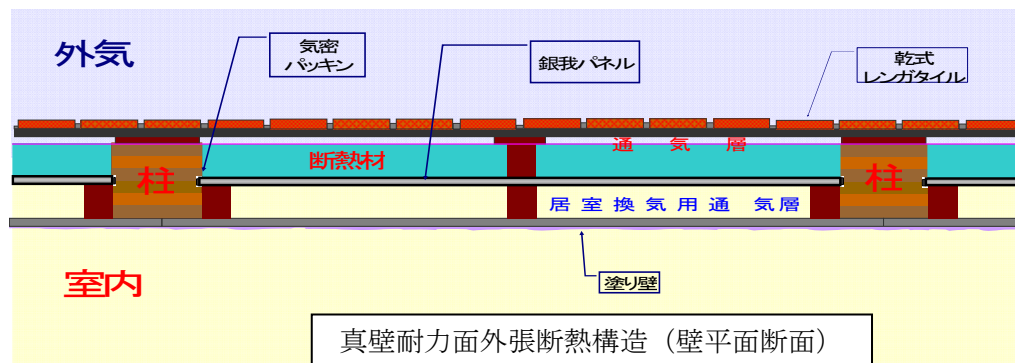 外気
気密
パッキン
銀我パネル
乾式
レンガタイル
通気層
断熱材
柱
柱
居室換気用通気層
室内
塗り壁
真壁耐力面外張断熱構造（壁平面断面）